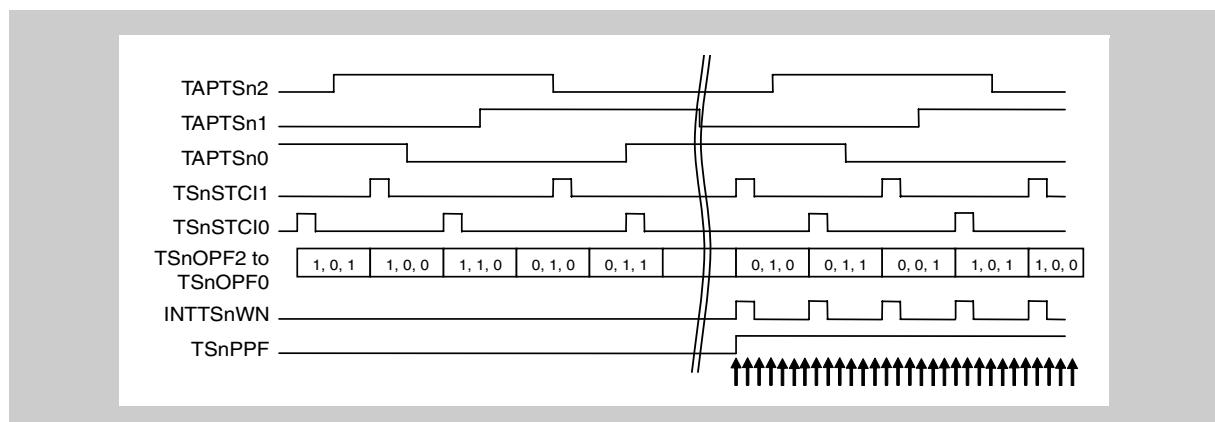 TAPTSn2
TAPTSn1
TAPTSn0
TSnSTCI1
TSnSTCI0
TSnOPF2 to
TSnOPF0
1, 0, 1 1, 0, 0 1, 1, 0 0, 1, 0 0, 1, 1 0, 1, 0 0, 1, 1 0, 0, 1 1, 0, 1 1, 0, 0
INTTSnWN
TSnPPF